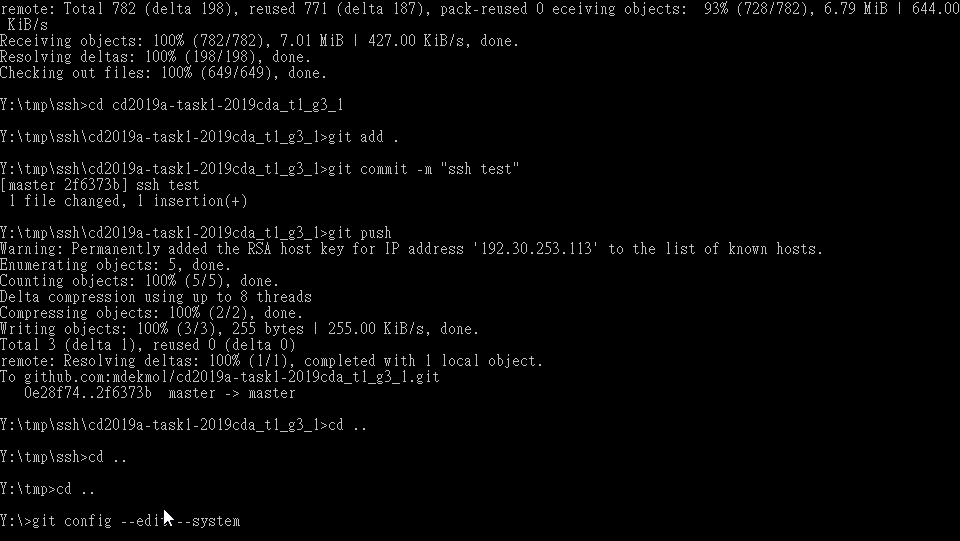 remote: Total 782 (delta 198), reused 771 (delta 187), pack-reused 0 eceiving objects:  93% (728/782), 6.79 MiB | 644.00
 KiB/s
Receiving objects: 100% (782/782), 7.01 MiB | 427.00 KiB/s, done.
Resolving deltas: 100% (198/198), done.
Checking out files: 100% (649/649), done.
Y:\tmp\ssh>cd cd2019a-task1-2019cda_t1_g3_1
Y:\tmp\ssh\cd2019a-task1-2019cda_t1_g3_1>git add .
Y:\tmp\ssh\cd2019a-task1-2019cda_t1_g3_1>git commit -m "ssh test"
[master 2f6373b] ssh test
 1 file changed, 1 insertion(+)
Y:\tmp\ssh\cd2019a-task1-2019cda_t1_g3_1>git push
Warning: Permanently added the RSA host key for IP address '192.30.253.113' to the list of known hosts.
Enumerating objects: 5, done.
Counting objects: 100% (5/5), done.
Delta compression using up to 8 threads
Compressing objects: 100% (2/2), done.
Writing objects: 100% (3/3), 255 bytes | 255.00 KiB/s, done.
Total 3 (delta 1), reused 0 (delta 0)
remote: Resolving deltas: 100% (1/1), completed with 1 local object.
To github.com:mdekmol/cd2019a-task1-2019cda_t1_g3_1.git
   0e28f74..2f6373b  master -> master
Y:\tmp\ssh\cd2019a-task1-2019cda_t1_g3_1>cd ..
Y:\tmp\ssh>cd ..
Y:\tmp>cd ..
Y:\>git config --edit --system